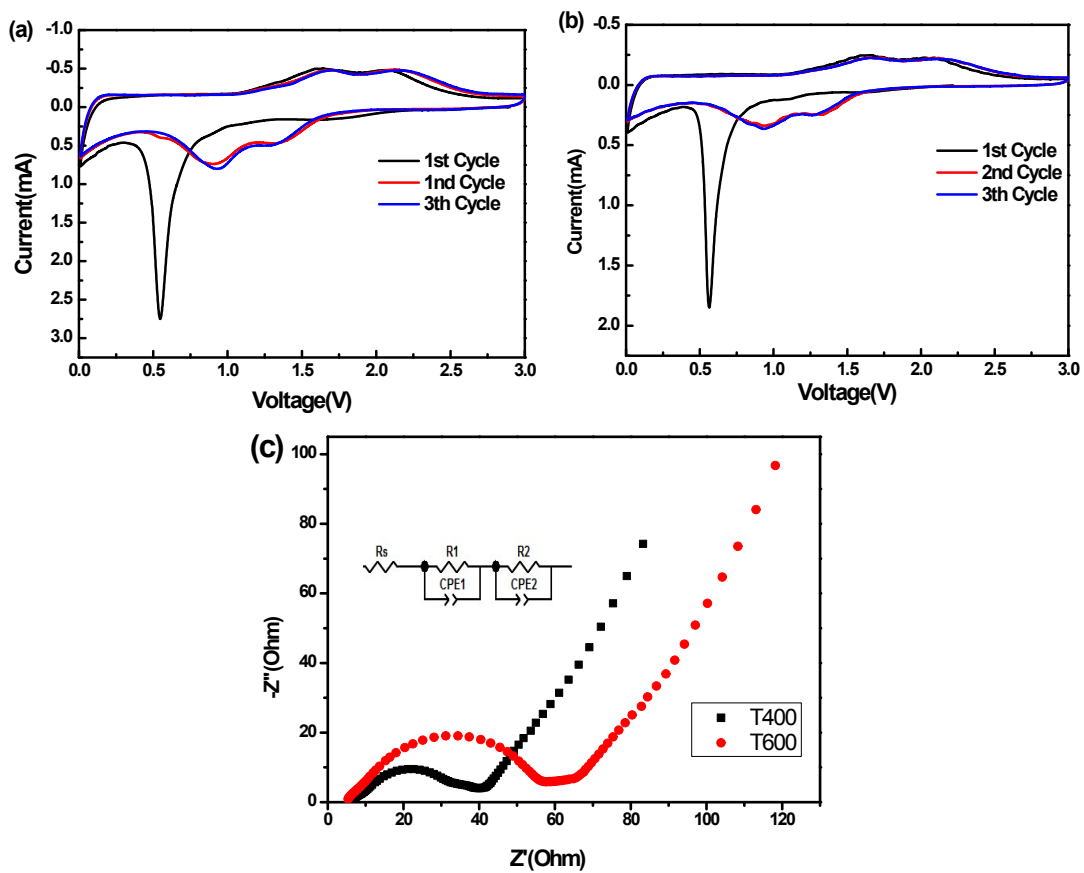 (a)
-1.0
-0.5
0.0
0.5
1.0
1.5
2.0
2.5
3.0
Current(mA)
1st Cycle
1nd Cycle
3th Cycle
0.0 0.5 1.0 1.5 2.0 2.5 3.0
Voltage(V)
(b)
-0.5
0.0
0.5
1.0
1.5
2.0
Current(mA)
1st Cycle
2nd Cycle
3th Cycle
0.0 0.5 1.0 1.5 2.0 2.5 3.0
Voltage(V)
(c)
100
80
60
40
20
0
-Z"(Ohm)
Rs R1 R2
CPE1 CPE2
T400
T600
0 20 40 60 80 100 120
Z'(Ohm)